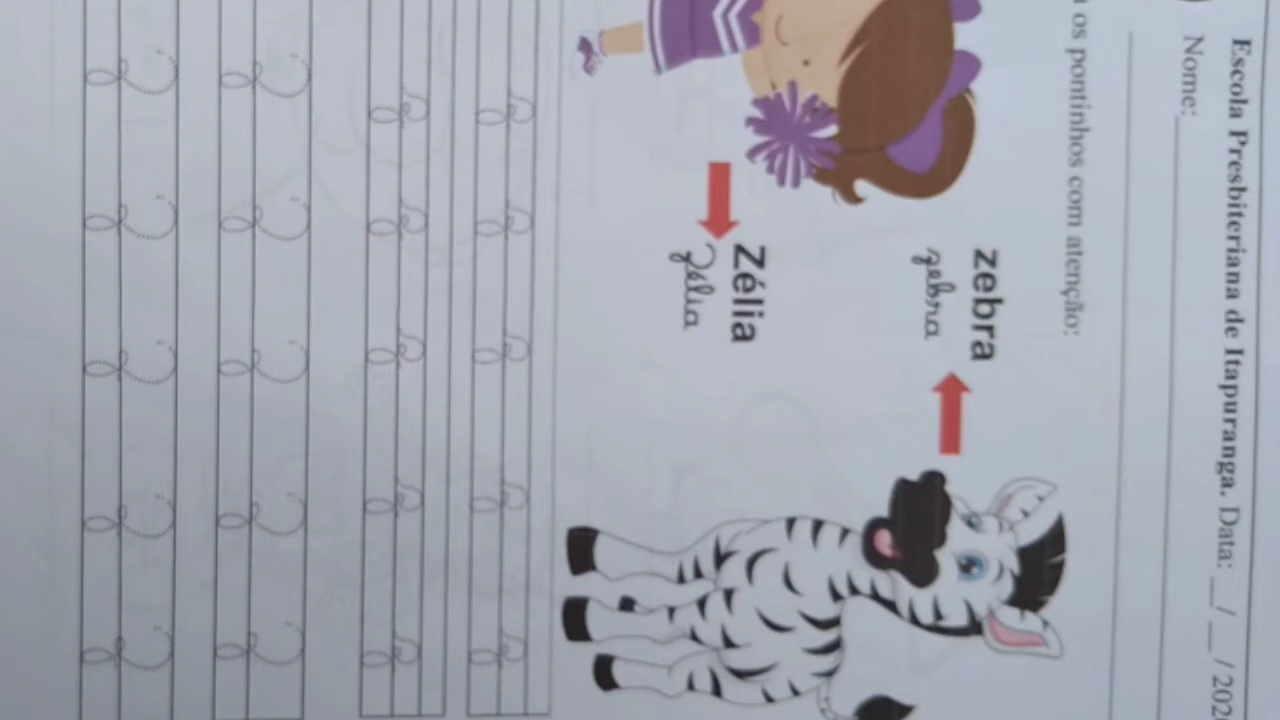 Escola Presbiteriana de Itapuranga. Data: __/ __ / 202
Nome:
os pontinhos com atenção:
zebra
zebra
Zélia
Zélia
z z z z z
z z z z z
Z Z Z Z Z
Z Z Z Z Z